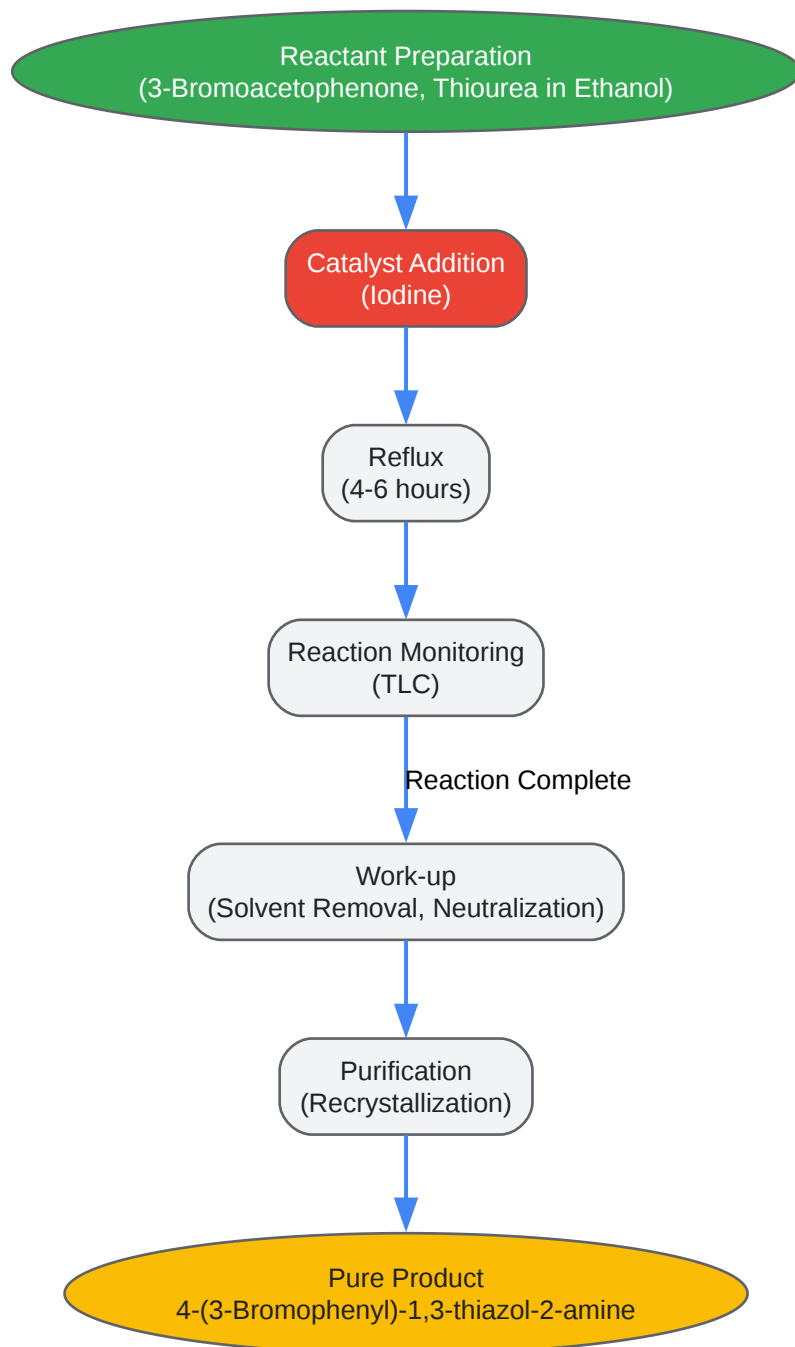 Reactant Preparation
(3-Bromoacetophenone, Thiourea in Ethanol)
Catalyst Addition
(Iodine)
Reflux
(4-6 hours)
Reaction Monitoring
(TLC)
Reaction Complete
Work-up
(Solvent Removal, Neutralization)
Purification
(Recrystallization)
Pure Product
4-(3-Bromophenyl)-1,3-thiazol-2-amine